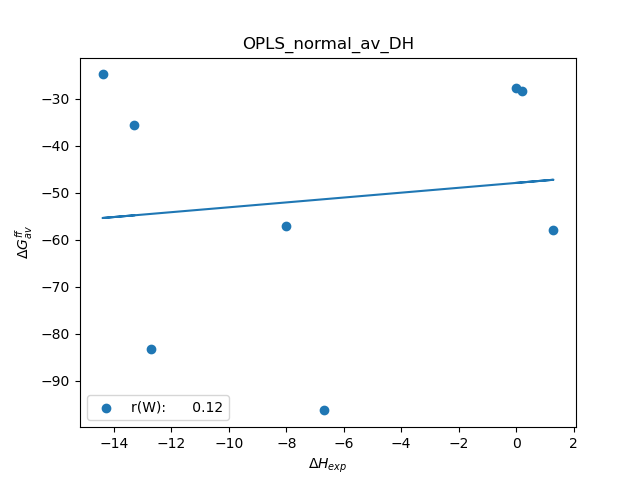 OPLS_normal_av_DH
−30
−40
−50
−60
−70
−80
−90
ΔG_{av}^{ff}
r(W): 0.12
−14 −12 −10 −8 −6 −4 −2 0 2
ΔH_{exp}